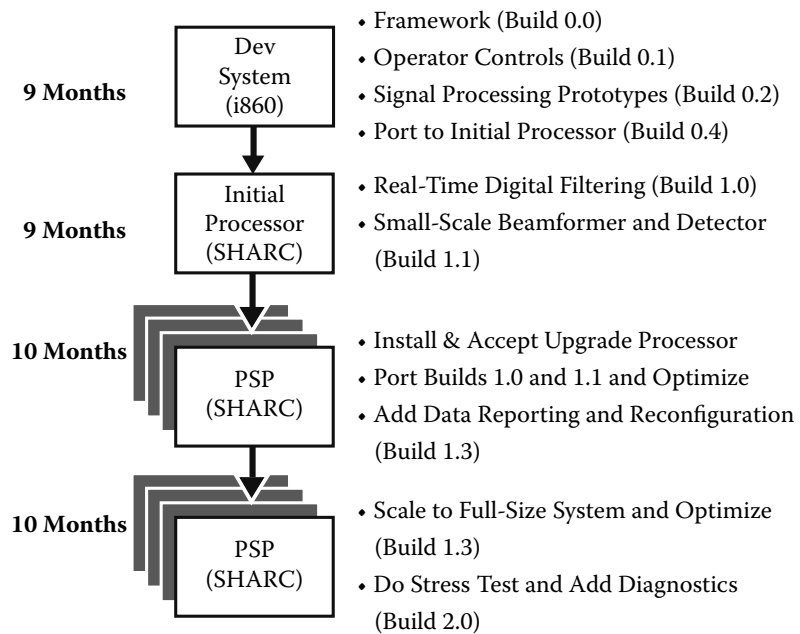 9 Months
Dev
System
(i860)
• Framework (Build 0.0)
• Operator Controls (Build 0.1)
• Signal Processing Prototypes (Build 0.2)
• Port to Initial Processor (Build 0.4)
9 Months
Initial
Processor
(SHARC)
• Real-Time Digital Filtering (Build 1.0)
• Small-Scale Beamformer and Detector
(Build 1.1)
10 Months
PSP
(SHARC)
• Install & Accept Upgrade Processor
• Port Builds 1.0 and 1.1 and Optimize
• Add Data Reporting and Reconfiguration
(Build 1.3)
10 Months
PSP
(SHARC)
• Scale to Full-Size System and Optimize
(Build 1.3)
• Do Stress Test and Add Diagnostics
(Build 2.0)